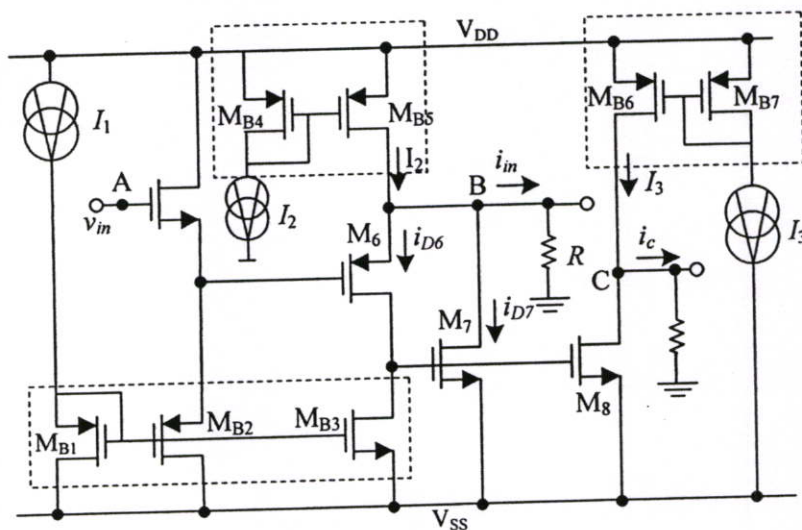 V_DD
M_B4
M_B5
M_B6
M_B7
I_1
A
v_in
I_2
I_2
B
i_in
I_3
M_6
i_D6
R
i_c
C
M_7
i_D7
M_8
M_B1
M_B2
M_B3
V_SS